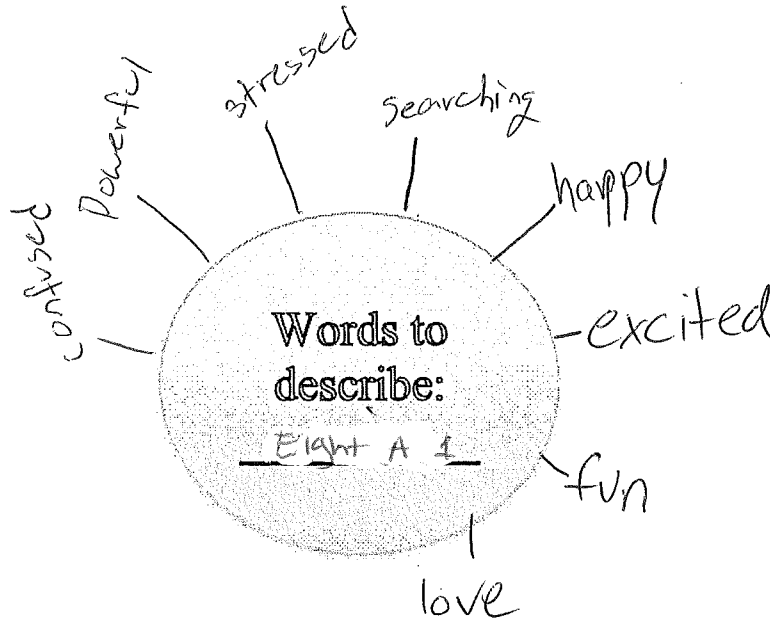 confused
Powerful
stressed
searching
happy
excited
fun
love
Words to
describe:
Eight A 1